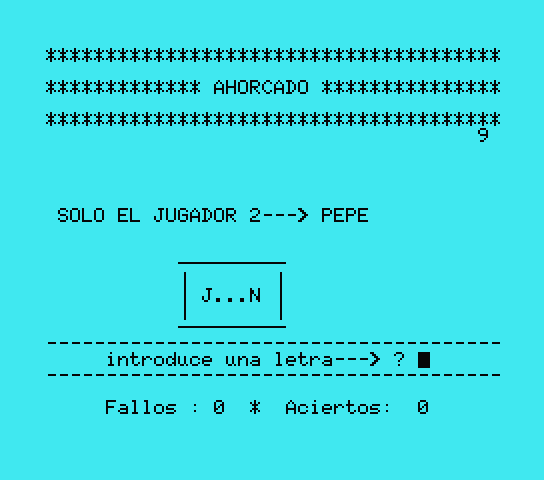 **************************************
************* AHORCADO ***************
**************************************
9
SOLO EL JUGADOR 2---> PEPE
J...N
--------------------------------------
introduce una letra---> ?
--------------------------------------
Fallos : 0 * Aciertos: 0